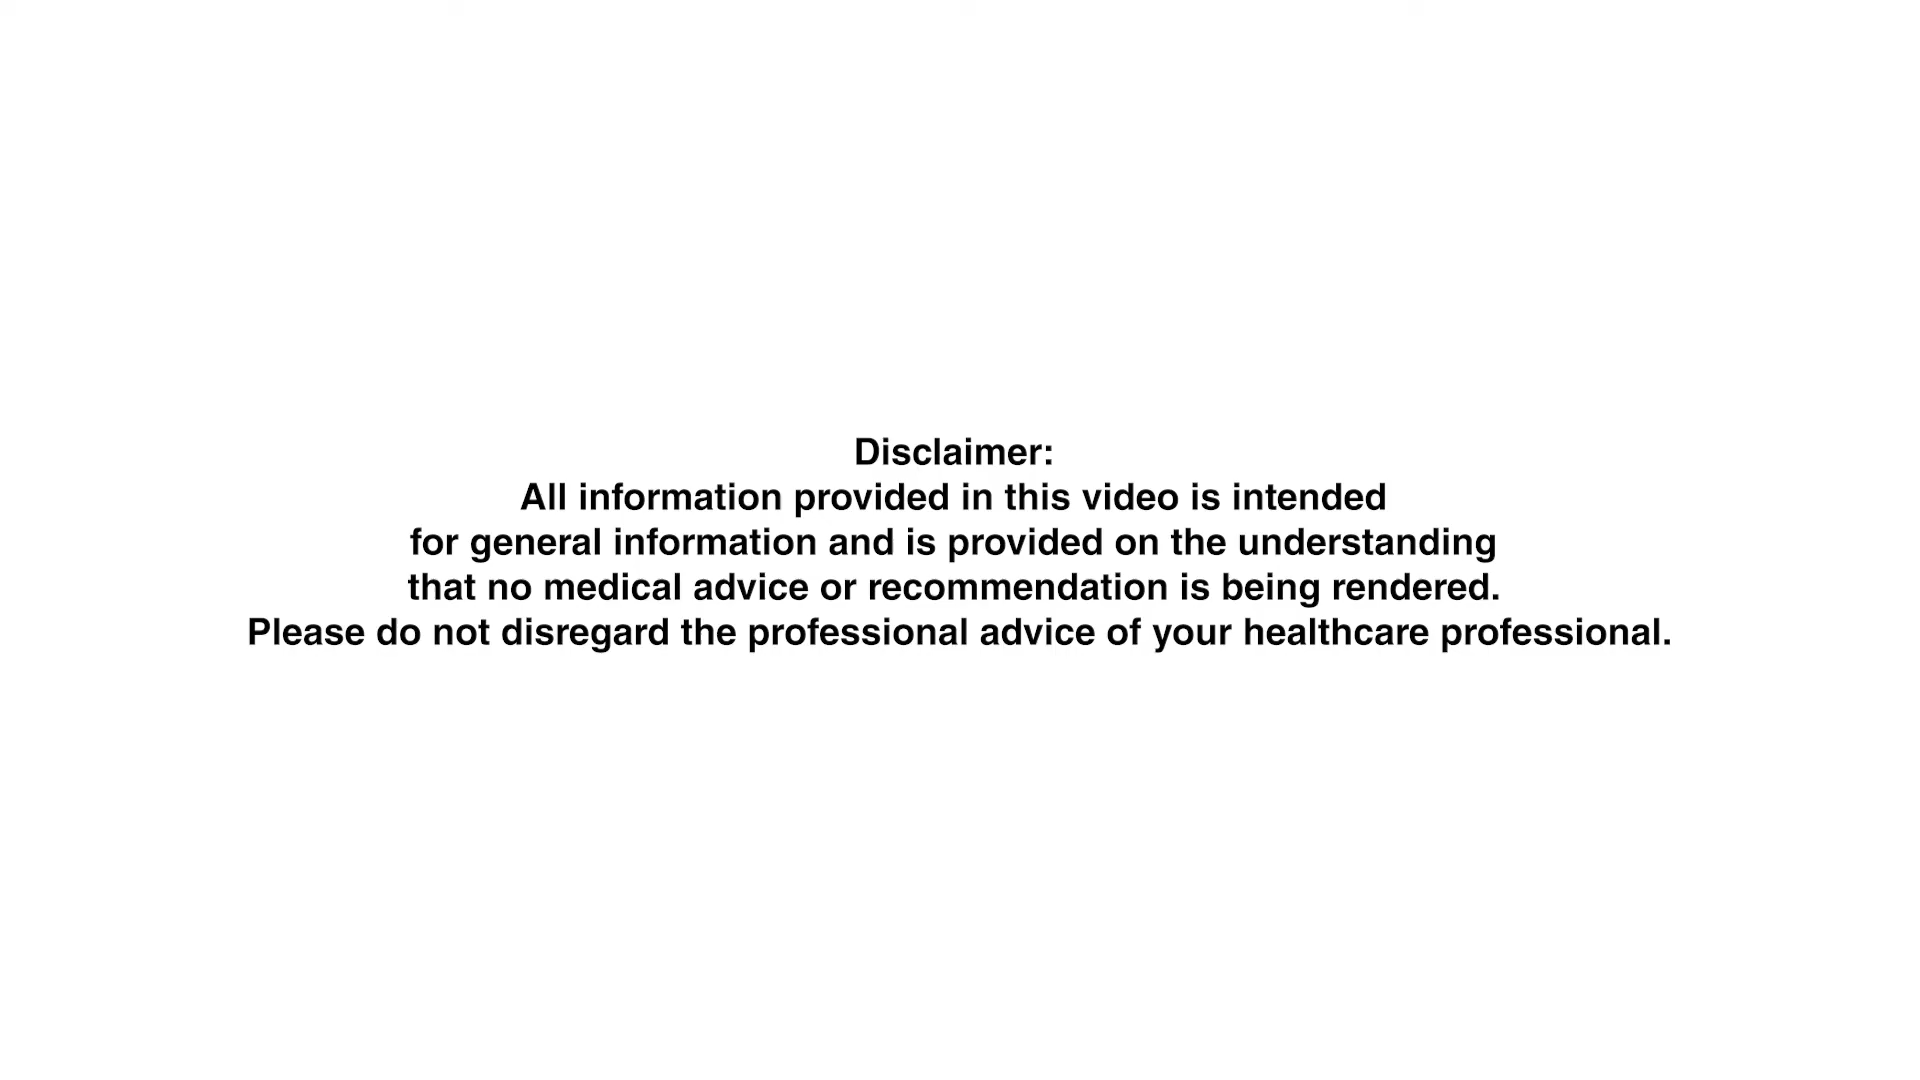 Disclaimer:
All information provided in this video is intended
for general information and is provided on the understanding
that no medical advice or recommendation is being rendered.
Please do not disregard the professional advice of your healthcare professional.